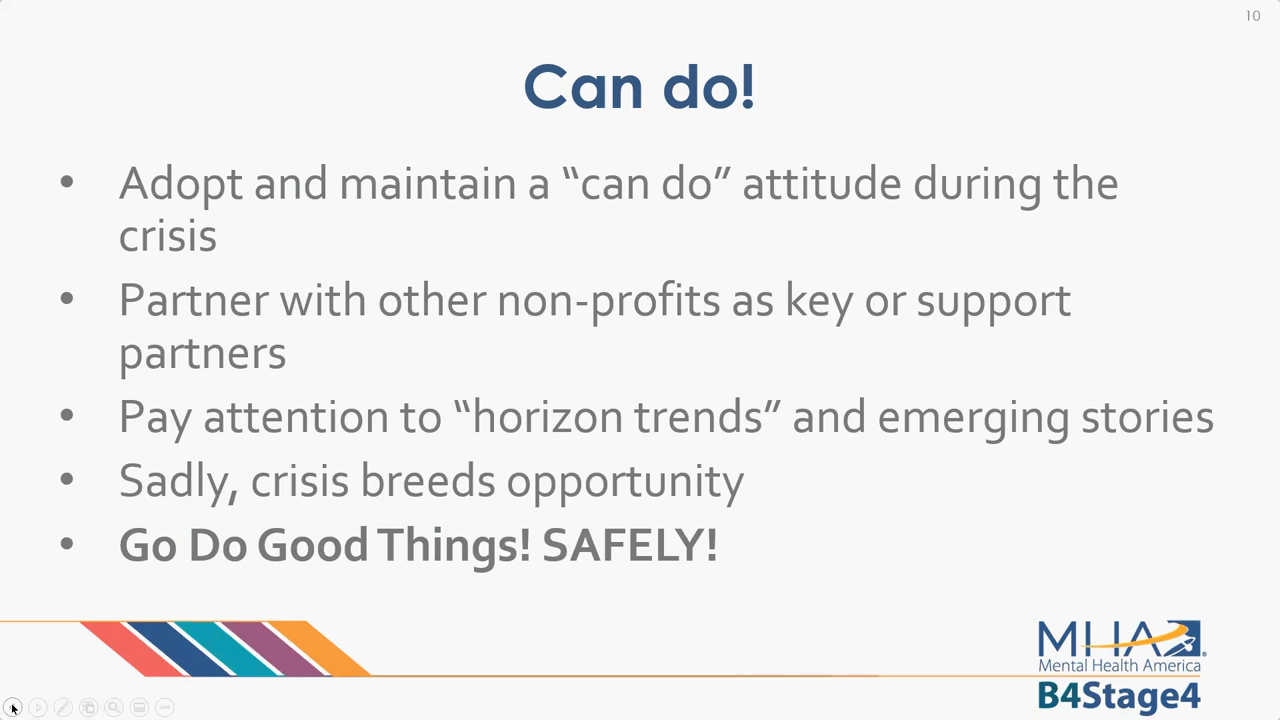 10
Can do!
• Adopt and maintain a “can do” attitude during the
crisis
• Partner with other non-profits as key or support
partners
• Pay attention to “horizon trends” and emerging stories
• Sadly, crisis breeds opportunity
• Go Do Good Things! SAFELY!
MHA®
Mental Health America
B4Stage4